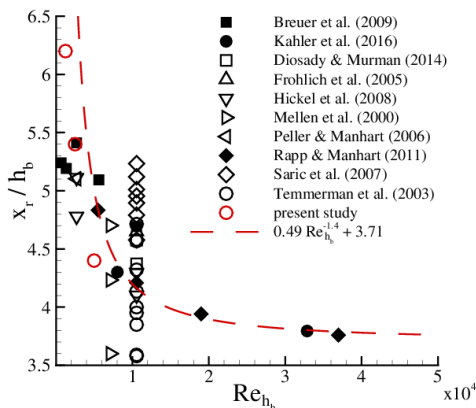 6.5
6
5.5
5
4.5
4
3.5
x_r / h_b
Breuer et al. (2009)
Kahler et al. (2016)
Diosady & Murman (2014)
Frohlich et al. (2005)
Hickel et al. (2008)
Mellen et al. (2000)
Peller & Manhart (2006)
Rapp & Manhart (2011)
Saric et al. (2007)
Temmerman et al. (2003)
present study
0.49 Re_{h_b}^{-1.4} + 3.71
1 2 3 4 5
Re_{h_b} x10^4